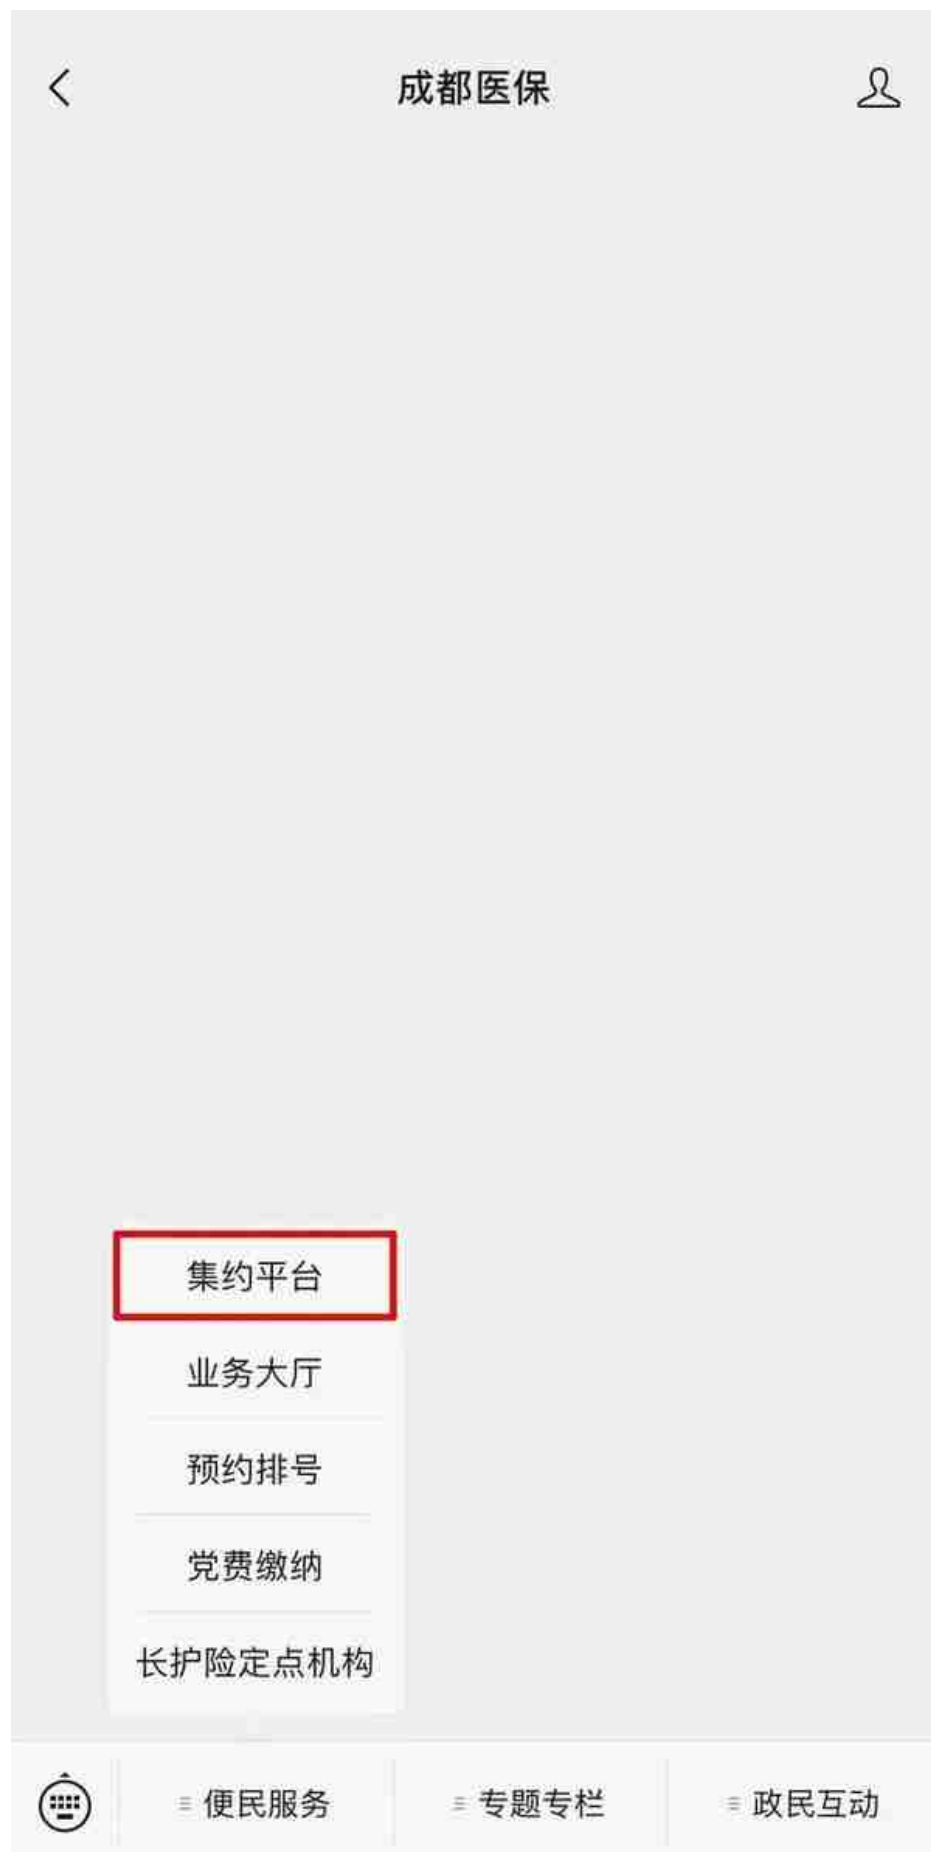 成都医保
集约平台
业务大厅
预约排号
党费缴纳
长护险定点机构
便民服务
专题专栏
政民互动